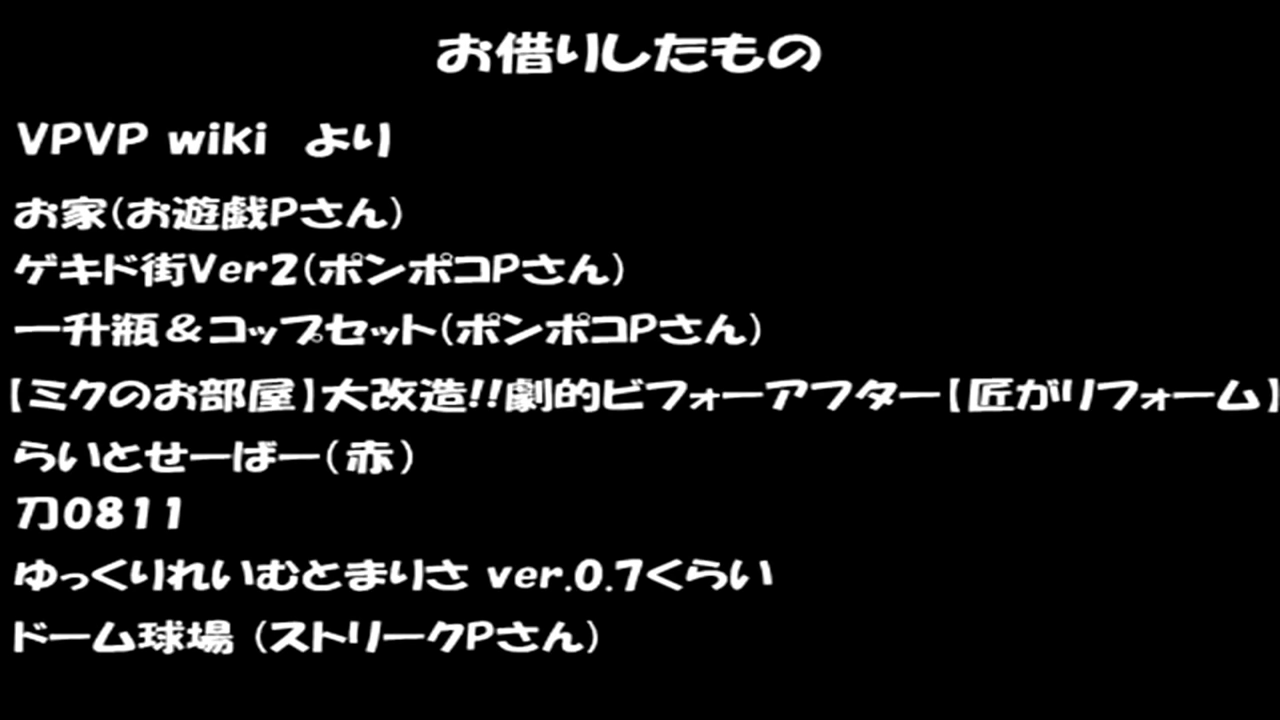 お借りしたもの
VPVP wiki　より
お家(お遊戯Pさん)
ゲキド街Ver2(ポンポコPさん)
一升瓶＆コップセット(ポンポコPさん)
【ミクのお部屋】大改造!!劇的ビフォーアフター【匠がリフォーム】
らいとせーばー(赤)
刀0811
ゆっくりれいむとまりさ ver.0.7くらい
ドーム球場 (ストリークPさん)